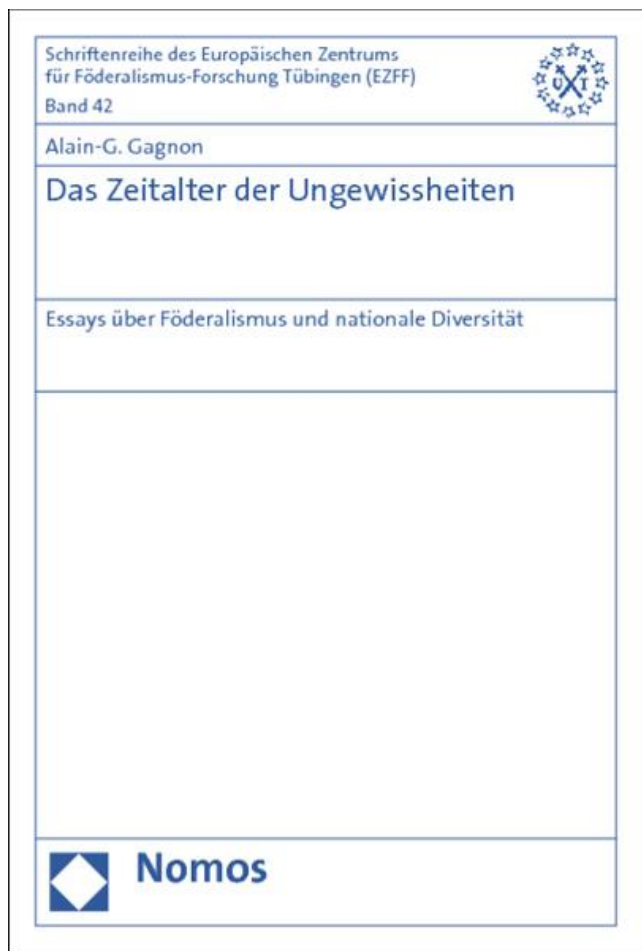 Schriftenreihe des Europäischen Zentrums
für Föderalismus-Forschung Tübingen (EZFF)
Band 42
Alain-G. Gagnon
Das Zeitalter der Ungewissheiten
Essays über Föderalismus und nationale Diversität
Nomos